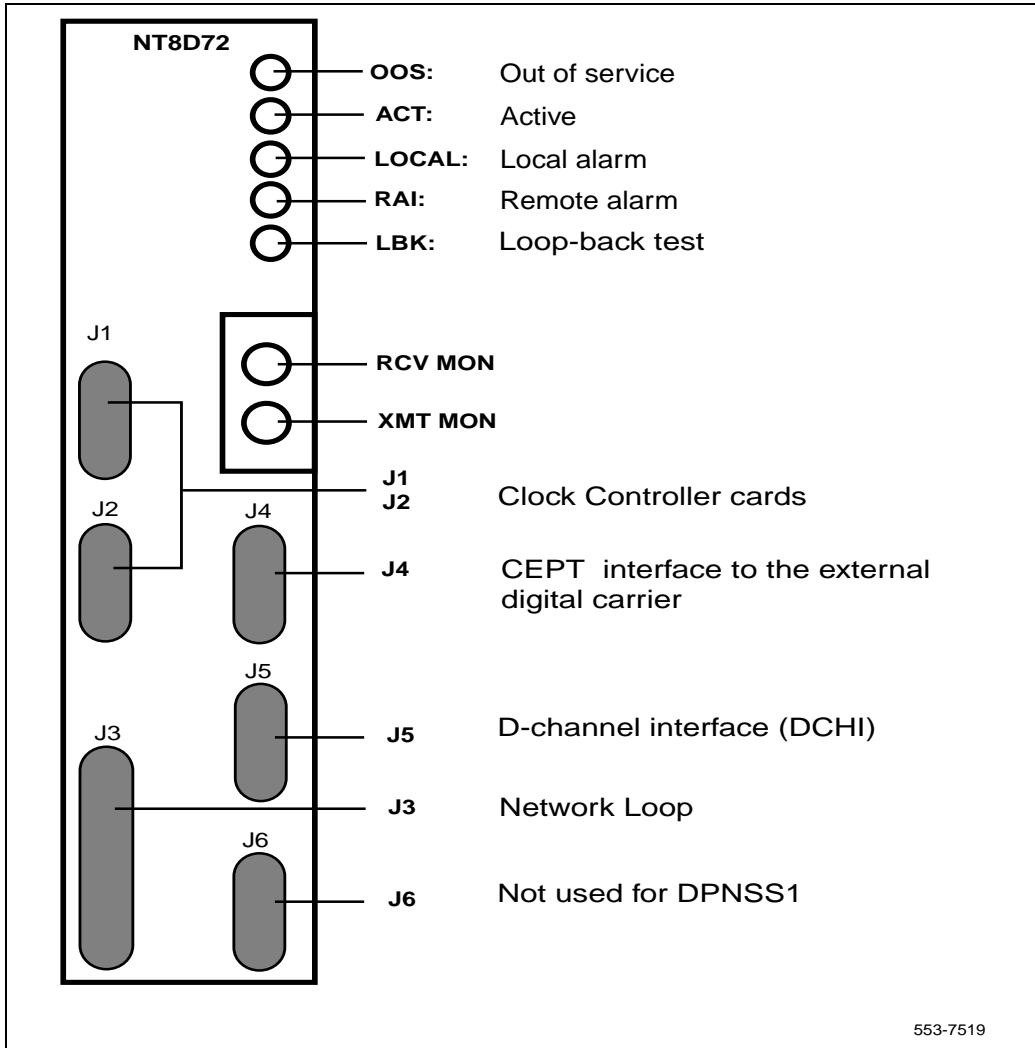 NT8D72
OOS: Out of service
ACT: Active
LOCAL: Local alarm
RAI: Remote alarm
LBK: Loop-back test
J1
RCV MON
XMT MON
J1
J2 Clock Controller cards
J2
J4
J4 CEPT interface to the external
digital carrier
J5
J5 D-channel interface (DCHI)
J3
J3 Network Loop
J6
J6 Not used for DPNSS1
553-7519